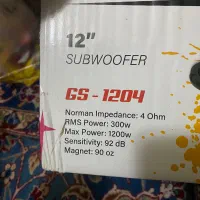 12"
SUBWOOFER
GS - 1204
Norman Impedance: 4 Ohm
RMS Power: 300w
Max Power: 1200w
Sensitivity: 92 dB
Magnet: 90 oz